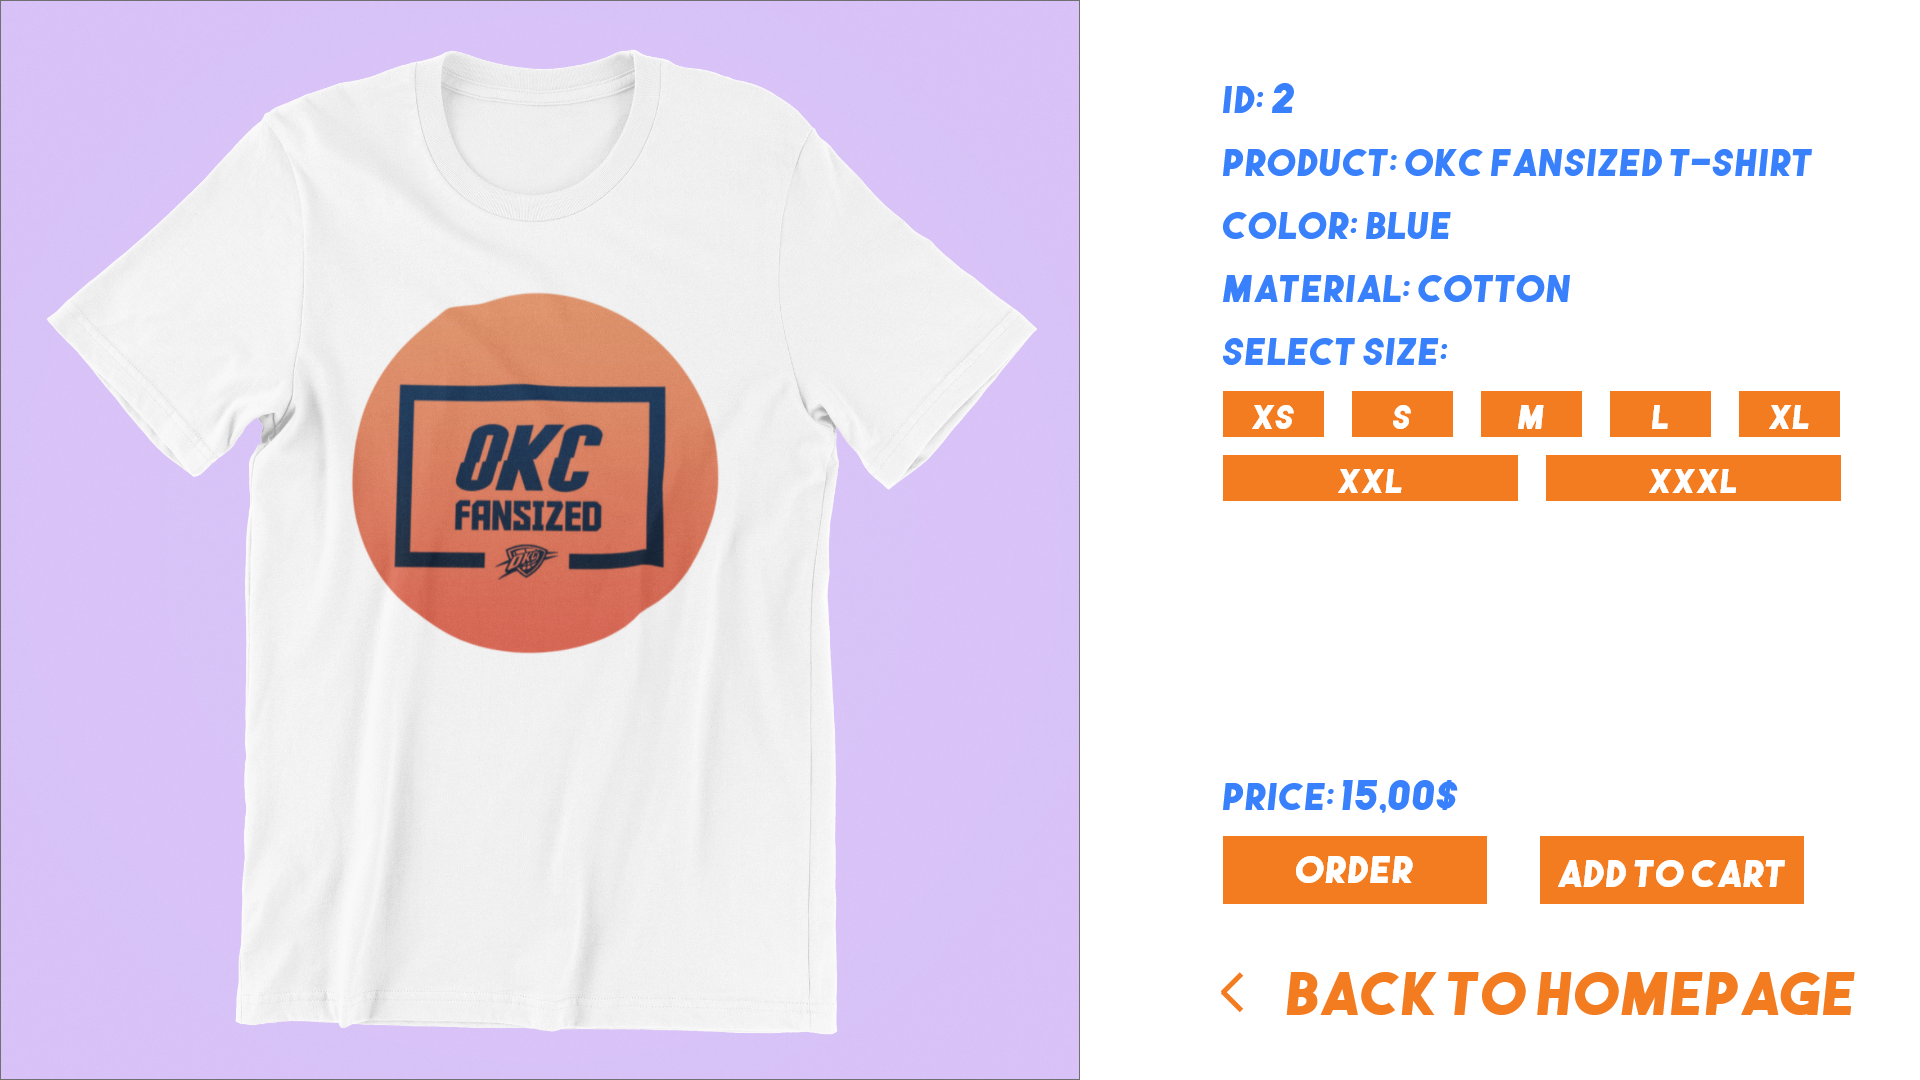 OKC
FANSIZED
OKC
ID: 2
PRODUCT: OKC FANSIZED T-SHIRT
COLOR: BLUE
MATERIAL: COTTON
SELECT SIZE:
XS S M L XL
XXL XXXL
PRICE: 15,00$
ORDER ADD TO CART
< BACK TO HOMEPAGE